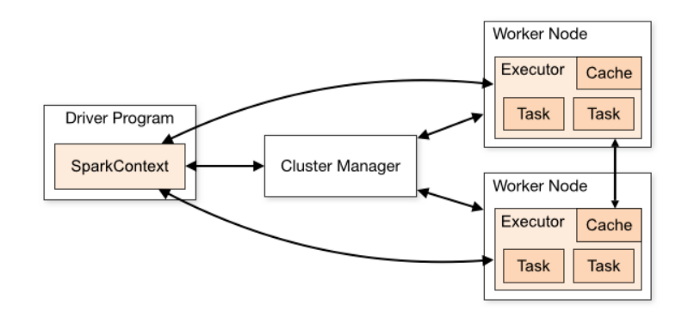 Driver Program
SparkContext
Cluster Manager
Worker Node
Executor
Cache
Task
Task
Worker Node
Executor
Cache
Task
Task